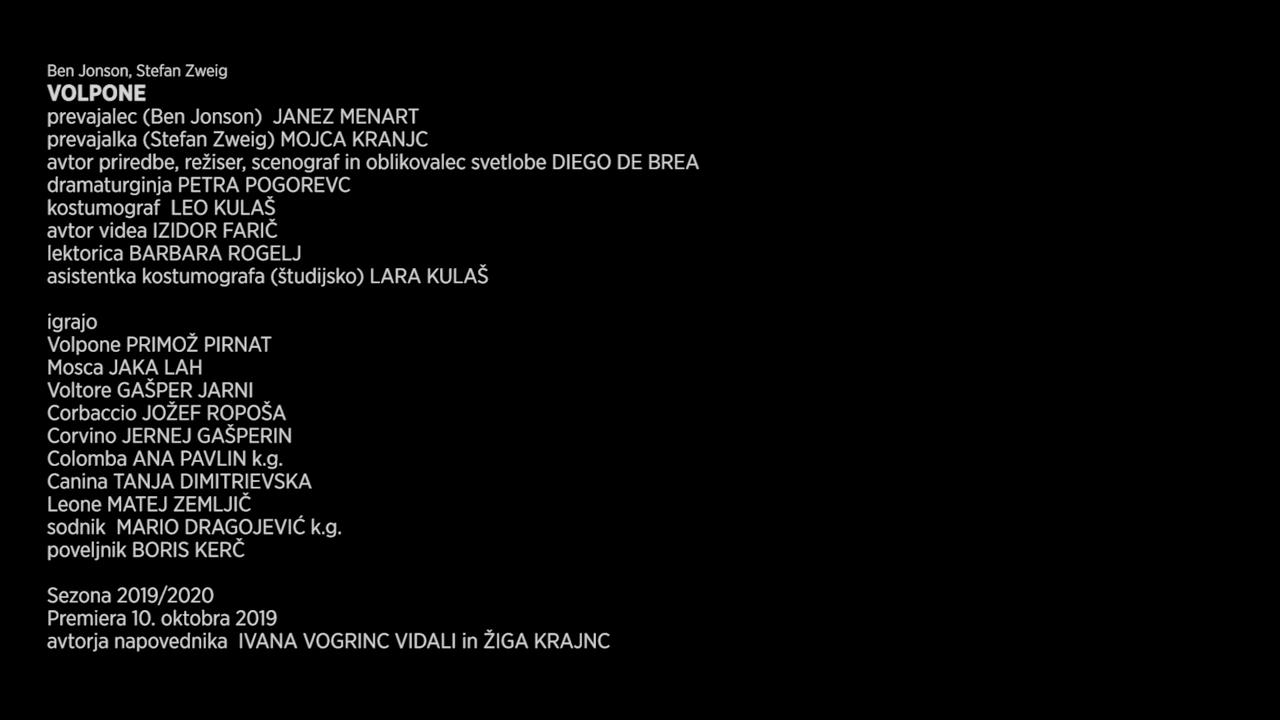 Ben Jonson, Stefan Zweig
VOLPONE
prevajalec (Ben Jonson) JANEZ MENART
prevajalka (Stefan Zweig) MOJCA KRANJC
avtor priredbe, režiser, scenograf in oblikovalec svetlobe DIEGO DE BREA
dramaturginja PETRA POGOREVC
kostumograf LEO KULAŠ
avtor videa IZIDOR FARIČ
lektorica BARBARA ROGELJ
asistentka kostumografa (študijsko) LARA KULAŠ
igrajo
Volpone PRIMOŽ PIRNAT
Mosca JAKA LAH
Voltore GAŠPER JARNI
Corbaccio JOŽEF ROPOŠA
Corvino JERNEJ GAŠPERIN
Colomba ANA PAVLIN k.g.
Canina TANJA DIMITRIEVSKA
Leone MATEJ ZEMLJIČ
sodnik MARIO DRAGOJEVIĆ k.g.
poveljnik BORIS KERČ
Sezona 2019/2020
Premiera 10. oktobra 2019
avtorja napovednika IVANA VOGRINC VIDALI in ŽIGA KRAJNC